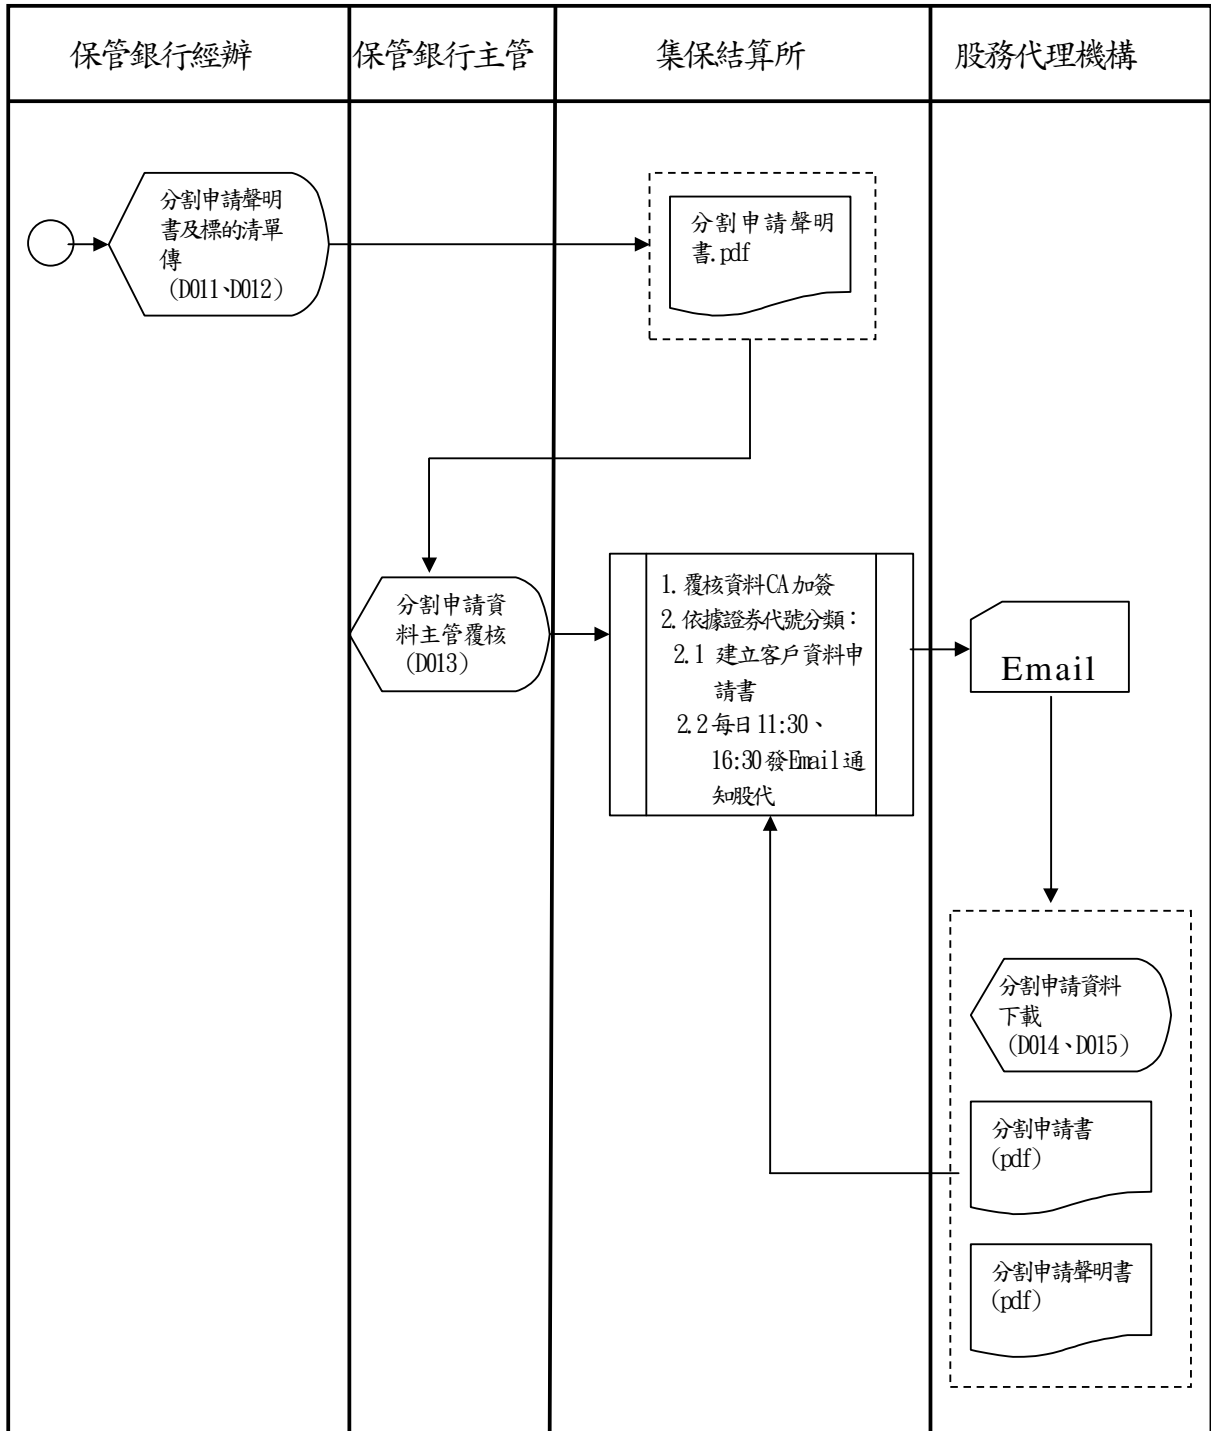 保管銀行經辦
保管銀行主管
集保結算所
股務代理機構
分割申請聲明
書及標的清單
傳
(D011、D012)
分割申請聲明
書.pdf
分割申請資
料主管覆核
(D013)
1.覆核資料CA加簽
2.依據證券代號分類：
2.1 建立客戶資料申
請書
2.2每日11:30、
16:30發Email通
知股代
Email
分割申請資料
下載
(D014、D015)
分割申請書
(pdf)
分割申請聲明書
(pdf)